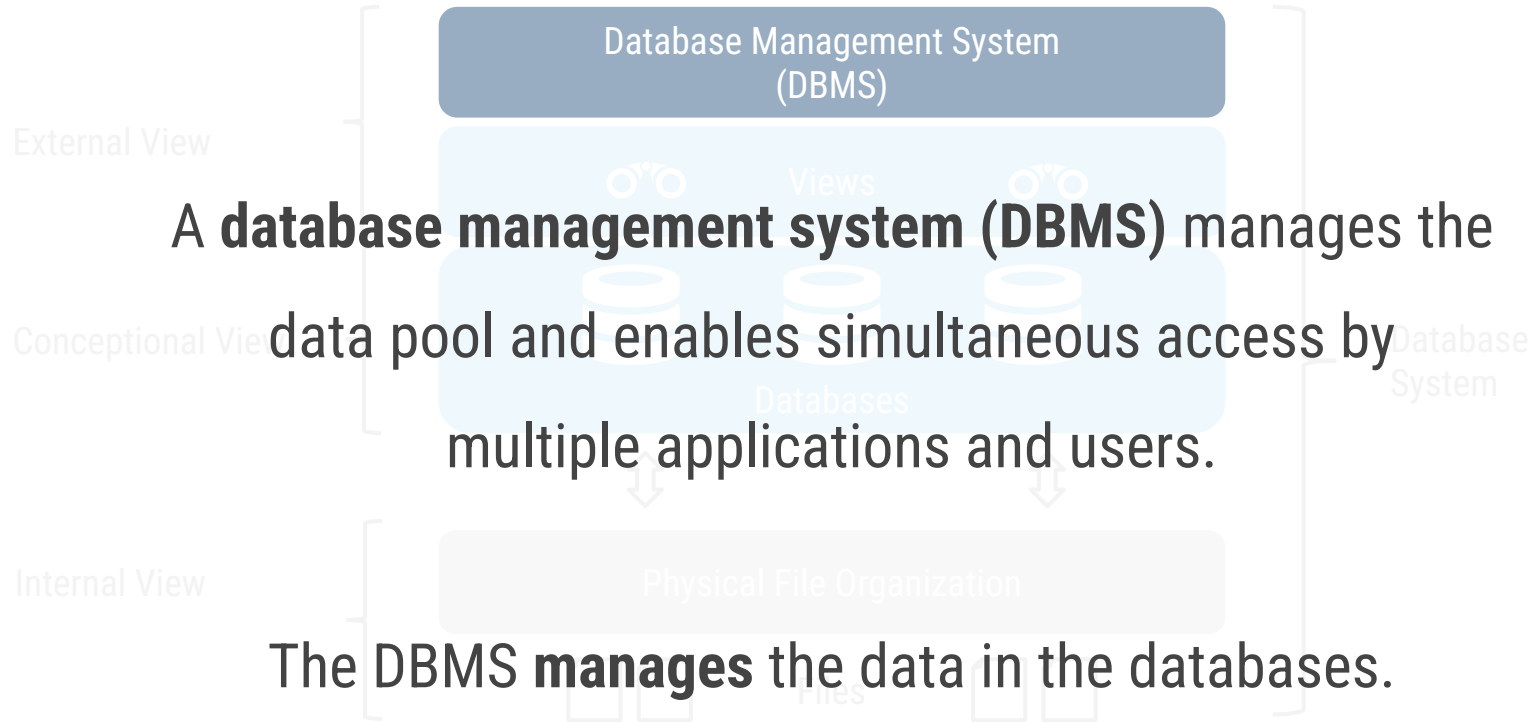 Database Management System
(DBMS)
External View
Views
A database management system (DBMS) manages the
data pool and enables simultaneous access by
Conceptual View
Database
System
Databases
multiple applications and users.
Internal View
Physical File Organization
The DBMS manages the data in the databases.
Files